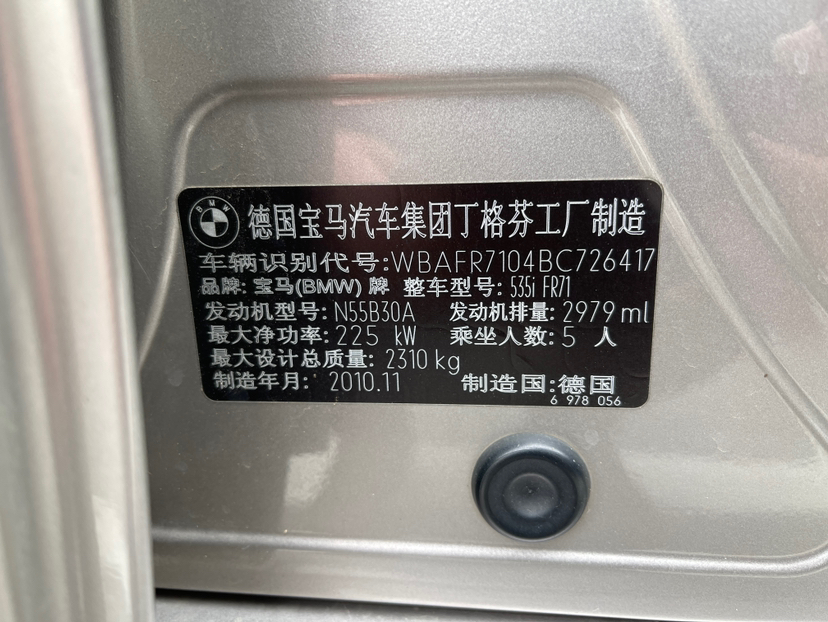 BMW
德国宝马汽车集团丁格芬工厂制造
车辆识别代号:WBAFR7104BC726417
品牌: 宝马(BMW) 牌 整车型号: 535i FR71
发动机型号: N55B30A 发动机排量: 2979 ml
最大净功率: 225 kW 乘坐人数: 5 人
最大设计总质量: 2310 kg
制造年月: 2010.11 制造国: 德国
6 978 056